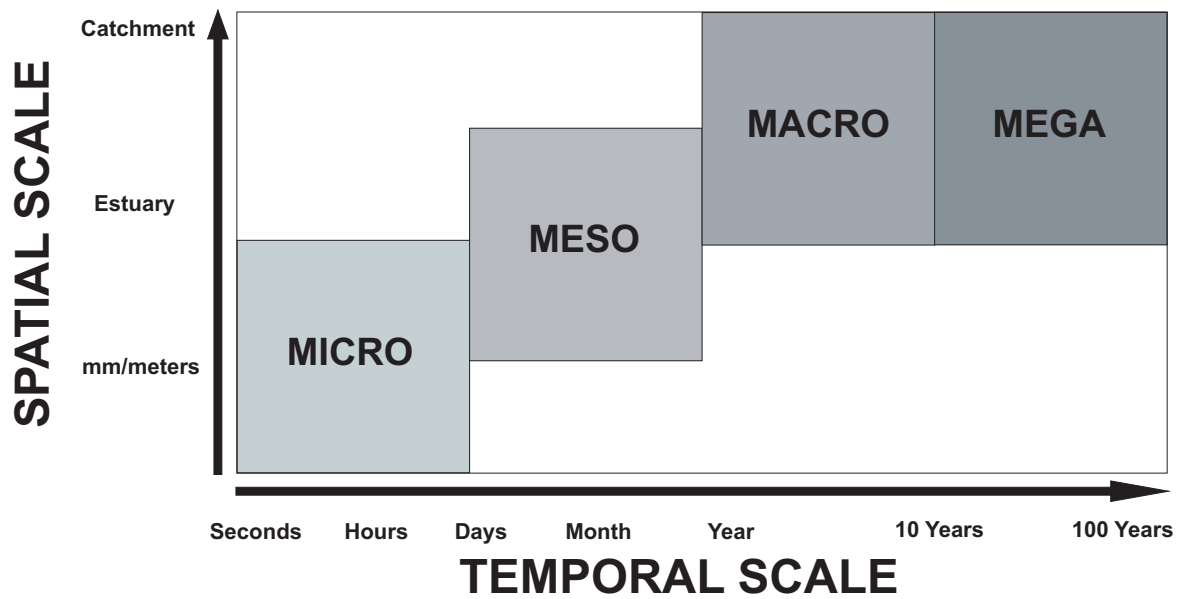 SPATIAL SCALE
Catchment
Estuary
mm/meters
MICRO
MESO
MACRO
MEGA
Seconds
Hours
Days
Month
Year
10 Years
100 Years
TEMPORAL SCALE